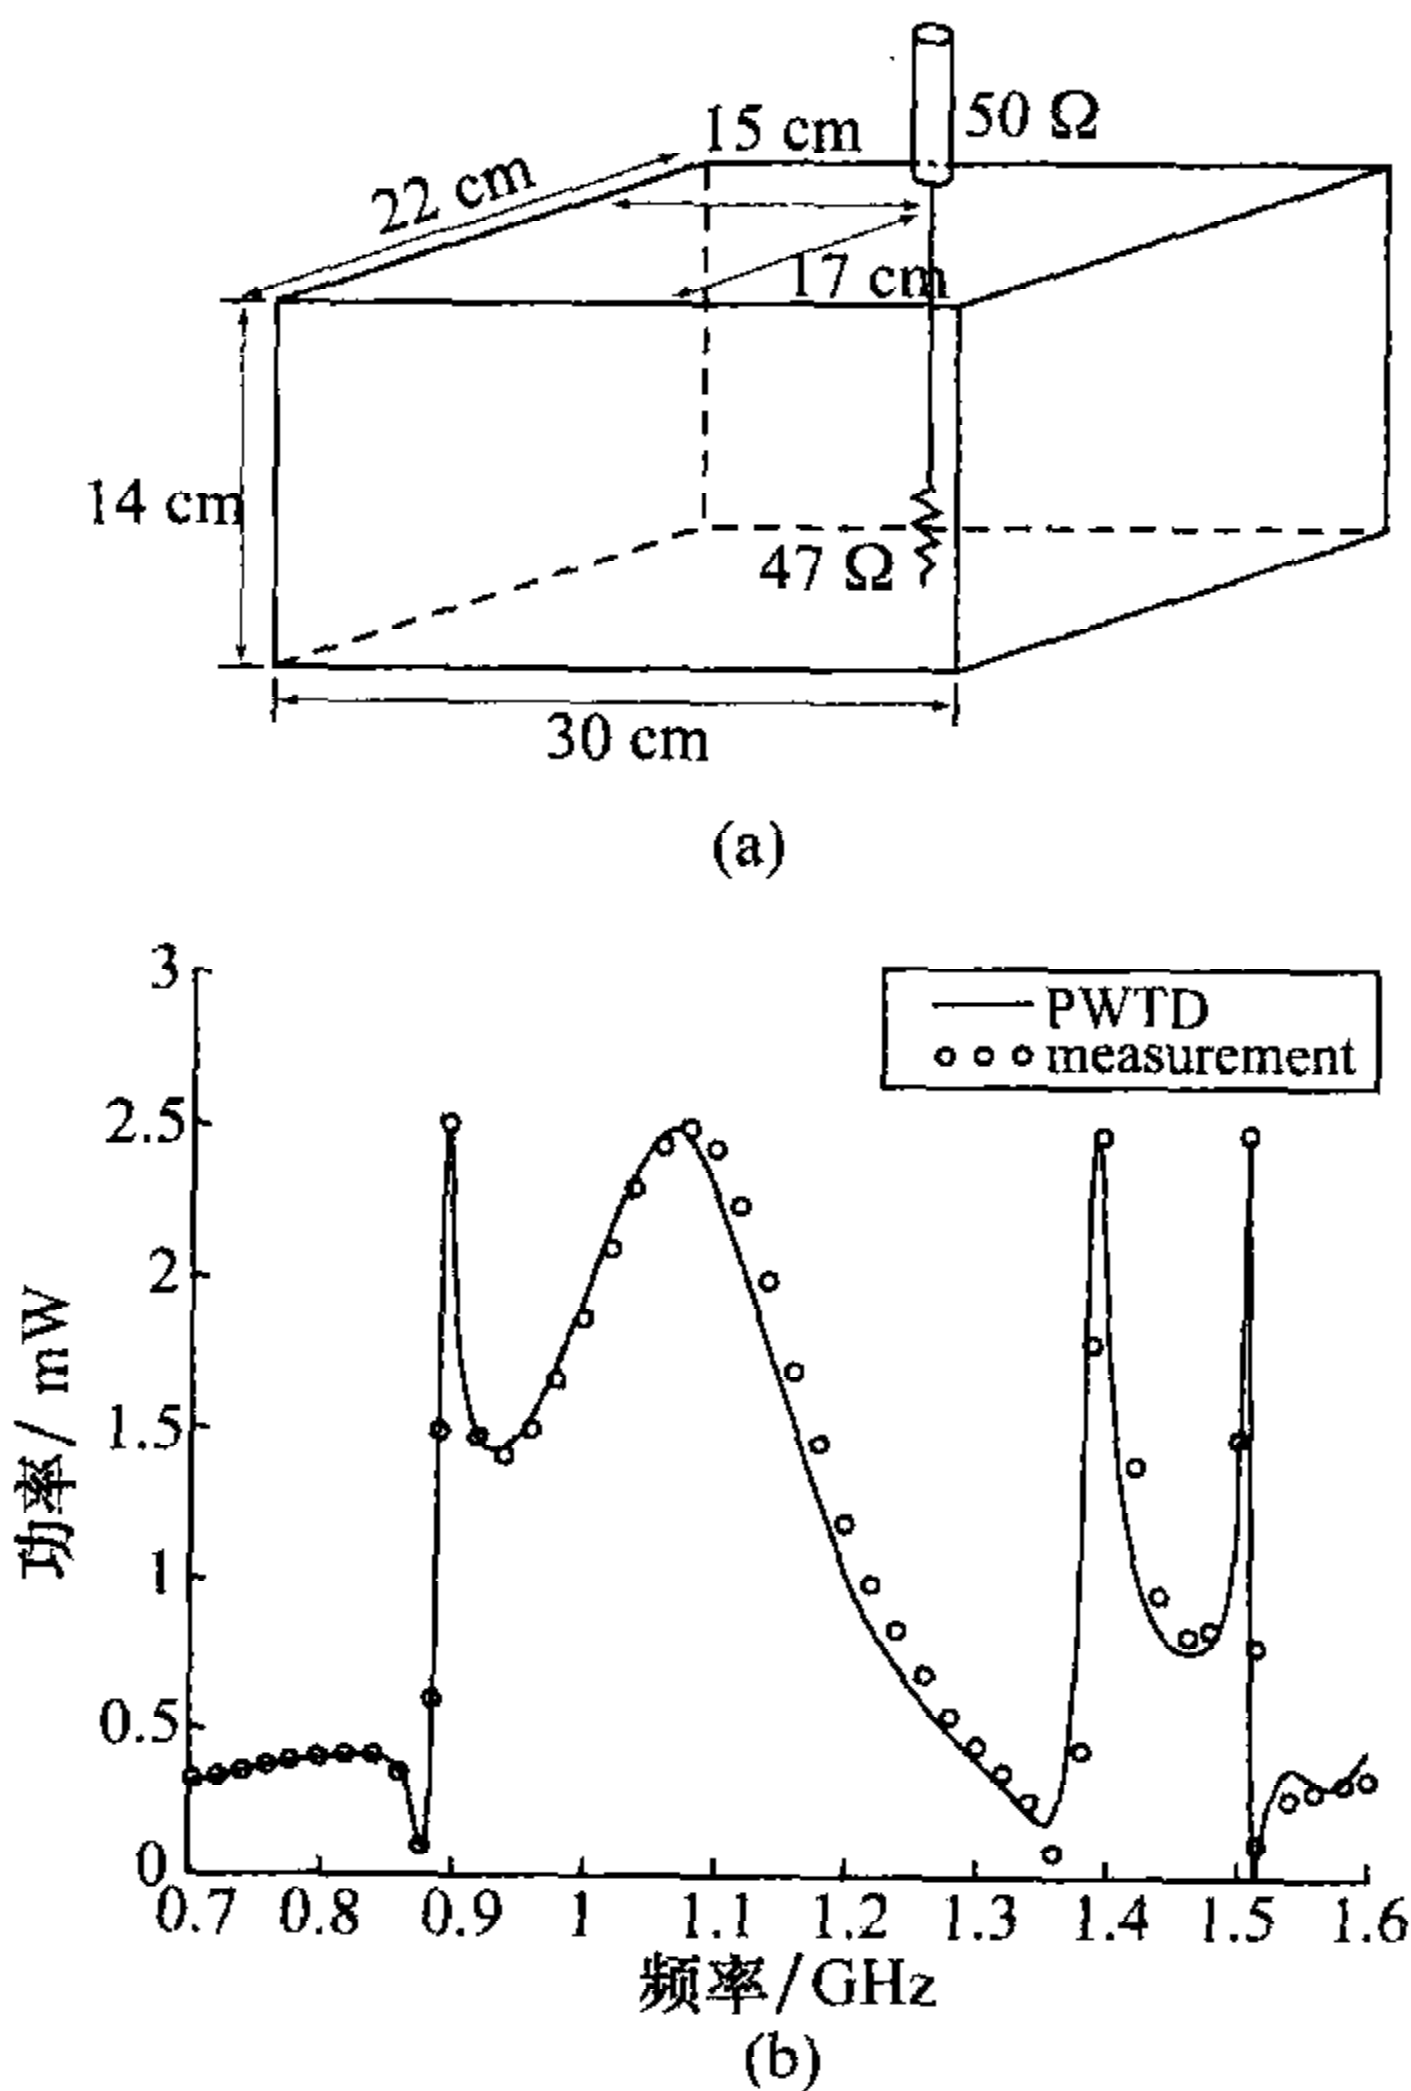 50 Ω
15 cm
22 cm
17 cm
14 cm
47 Ω
30 cm
(a)
3
2.5
2
1.5
1
0.5
0
PWTD
measurement
功率/ mW
0.7 0.8 0.9 1 1.1 1.2 1.3 1.4 1.5 1.6
频率/GHz
(b)